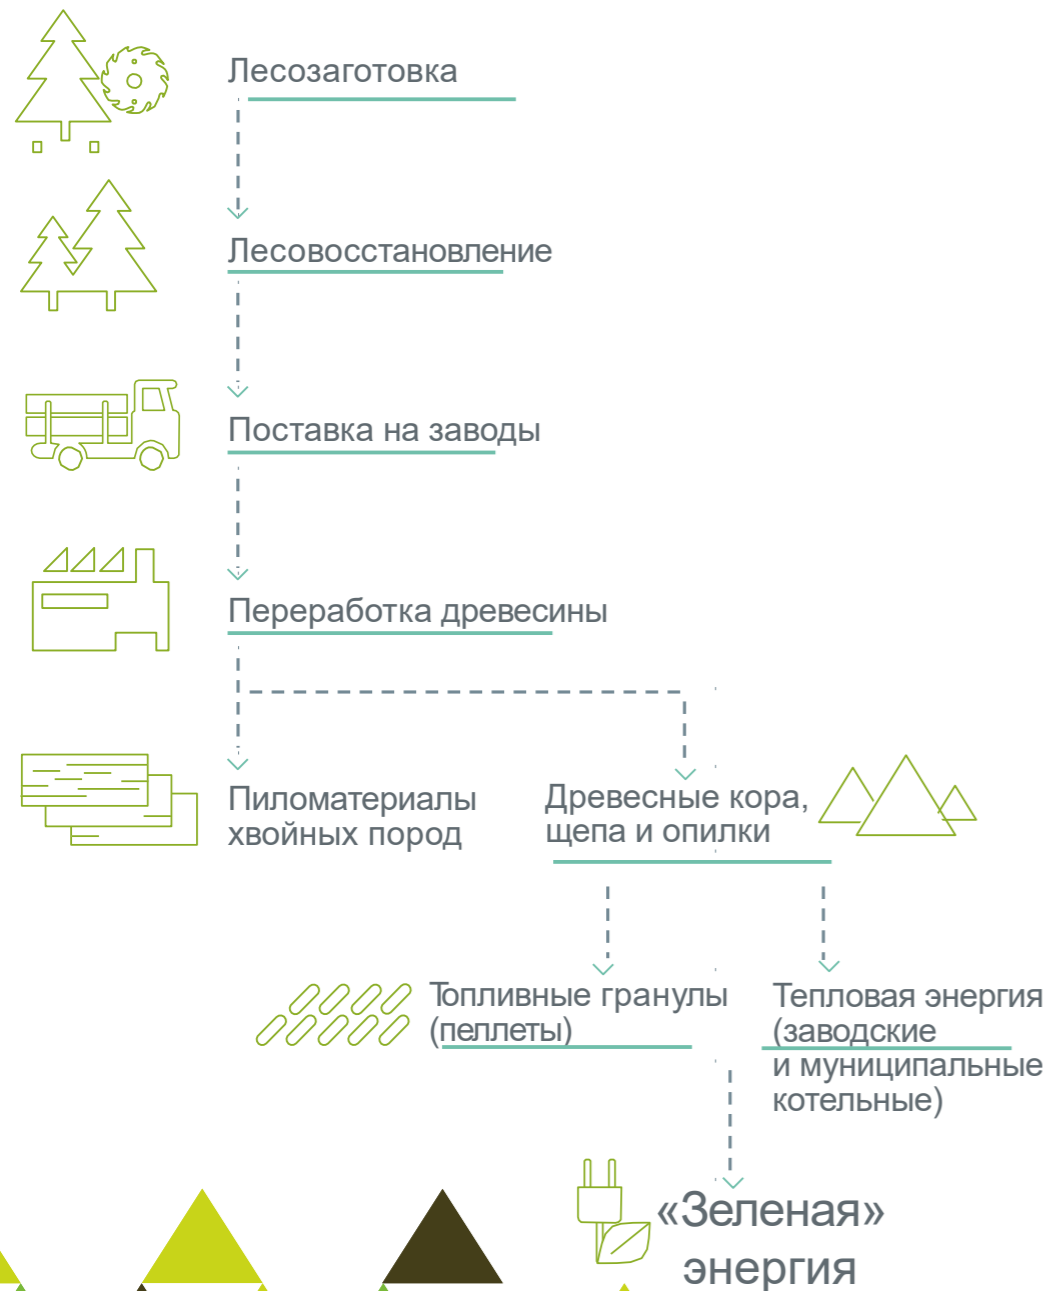 Лесозаготовка
Лесовосстановление
Поставка на заводы
Переработка древесины
Пиломатериалы
хвойных пород
Древесные кора,
щепа и опилки
Топливные гранулы
(пеллеты)
Тепловая энергия
(заводские
и муниципальные
котельные)
«Зеленая»
энергия